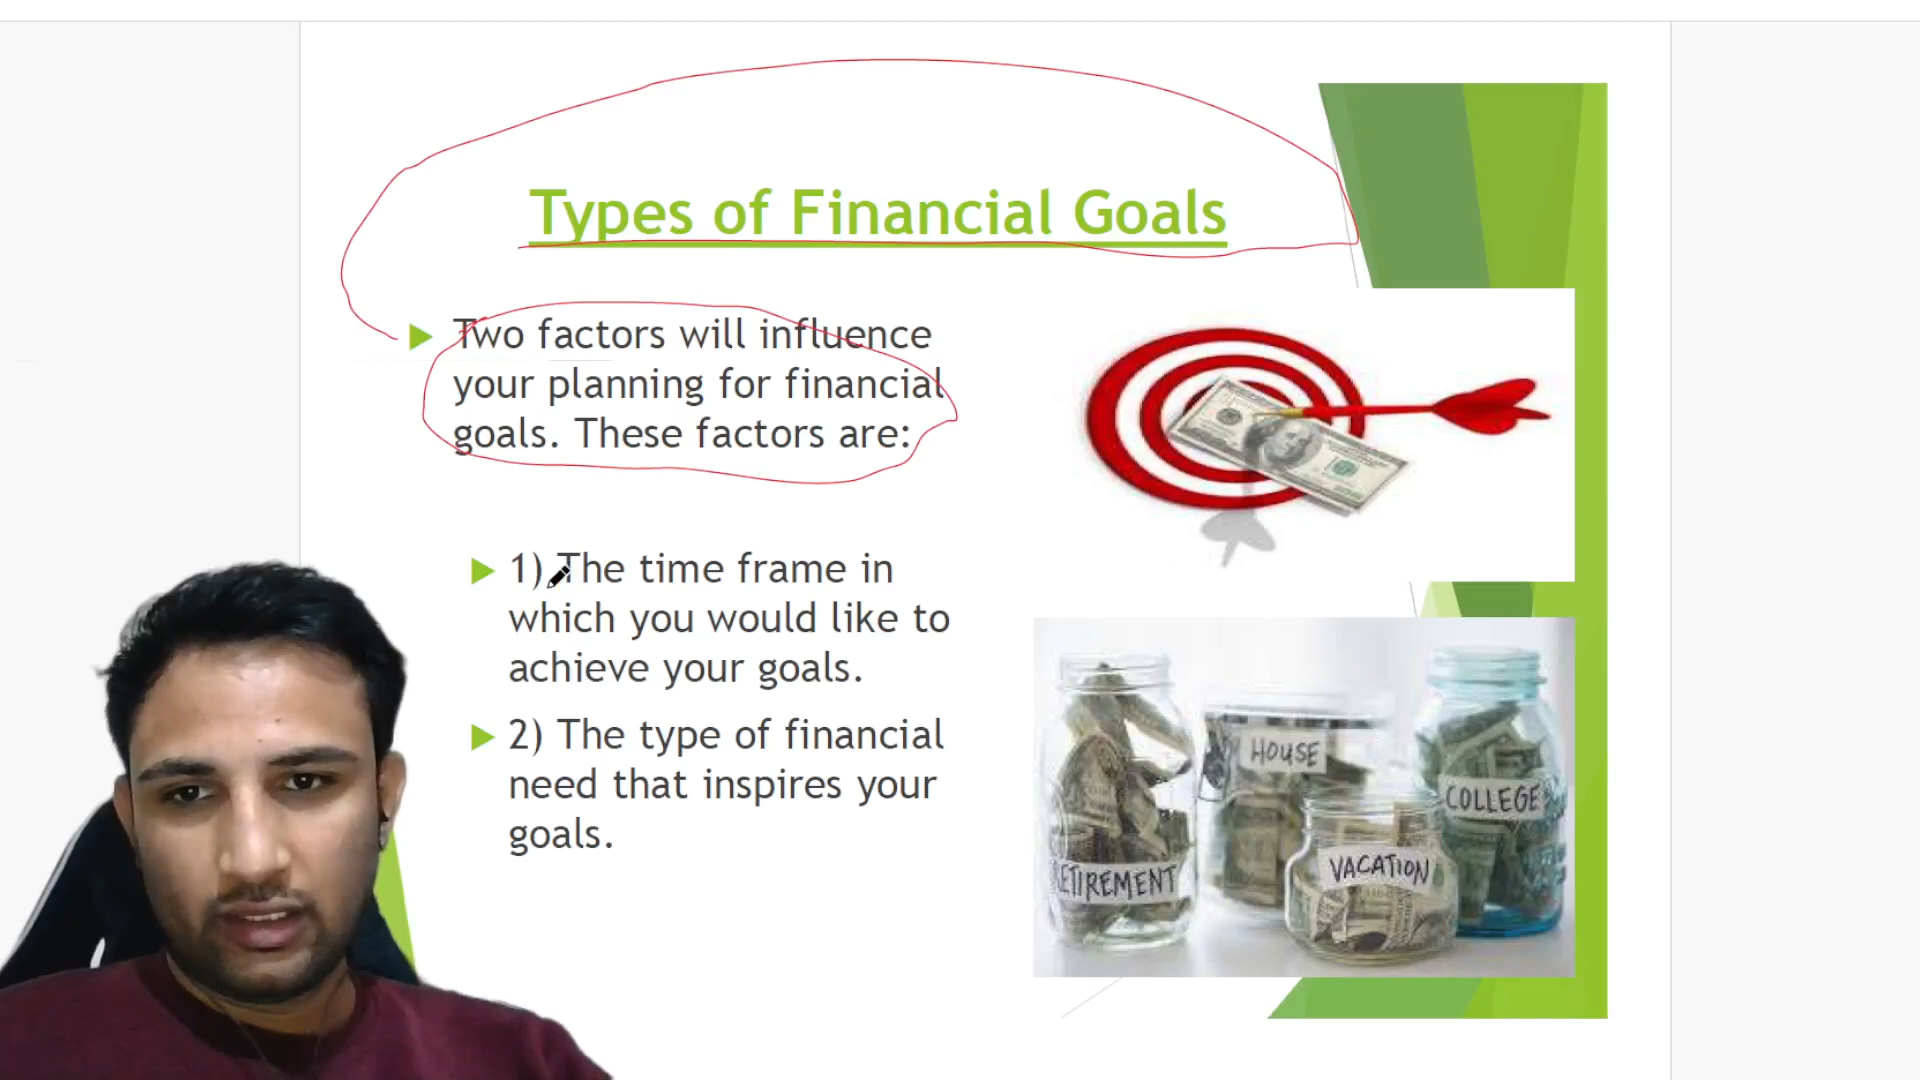 Types of Financial Goals
Two factors will influence
your planning for financial
goals. These factors are:
1) The time frame in
which you would like to
achieve your goals.
2) The type of financial
need that inspires your
goals.
HOUSE
COLLEGE
VACATION
ETIREMENT